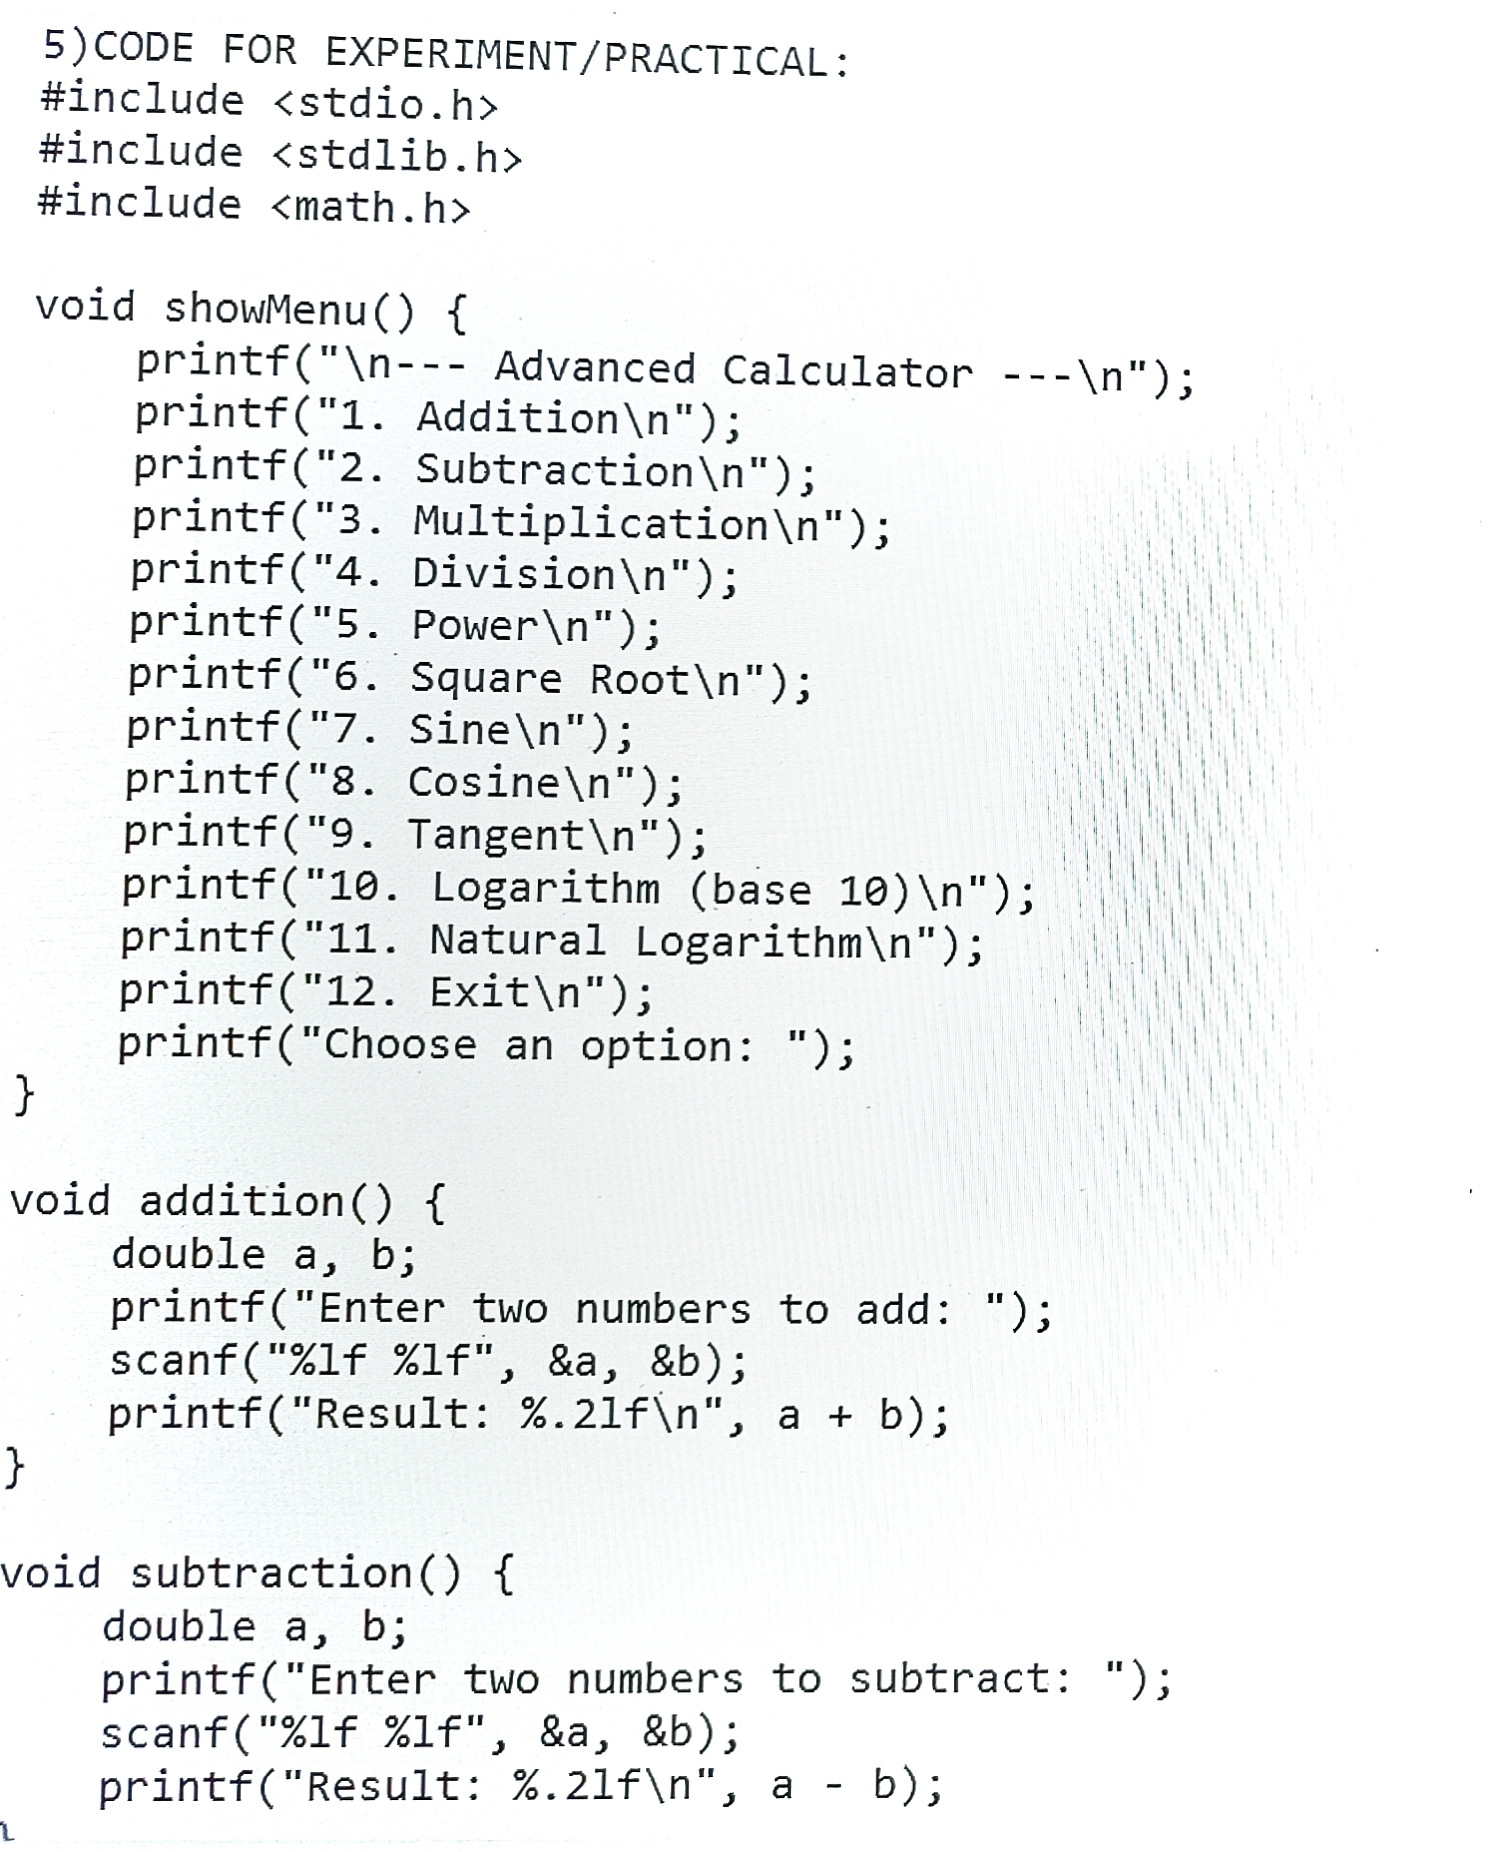 5)CODE FOR EXPERIMENT/PRACTICAL:
#include <stdio.h>
#include <stdlib.h>
#include <math.h>

void showMenu() {
    printf("\n--- Advanced Calculator ---\n");
    printf("1. Addition\n");
    printf("2. Subtraction\n");
    printf("3. Multiplication\n");
    printf("4. Division\n");
    printf("5. Power\n");
    printf("6. Square Root\n");
    printf("7. Sine\n");
    printf("8. Cosine\n");
    printf("9. Tangent\n");
    printf("10. Logarithm (base 10)\n");
    printf("11. Natural Logarithm\n");
    printf("12. Exit\n");
    printf("Choose an option: ");
}

void addition() {
    double a, b;
    printf("Enter two numbers to add: ");
    scanf("%lf %lf", &a, &b);
    printf("Result: %.2lf\n", a + b);
}

void subtraction() {
    double a, b;
    printf("Enter two numbers to subtract: ");
    scanf("%lf %lf", &a, &b);
    printf("Result: %.2lf\n", a - b);